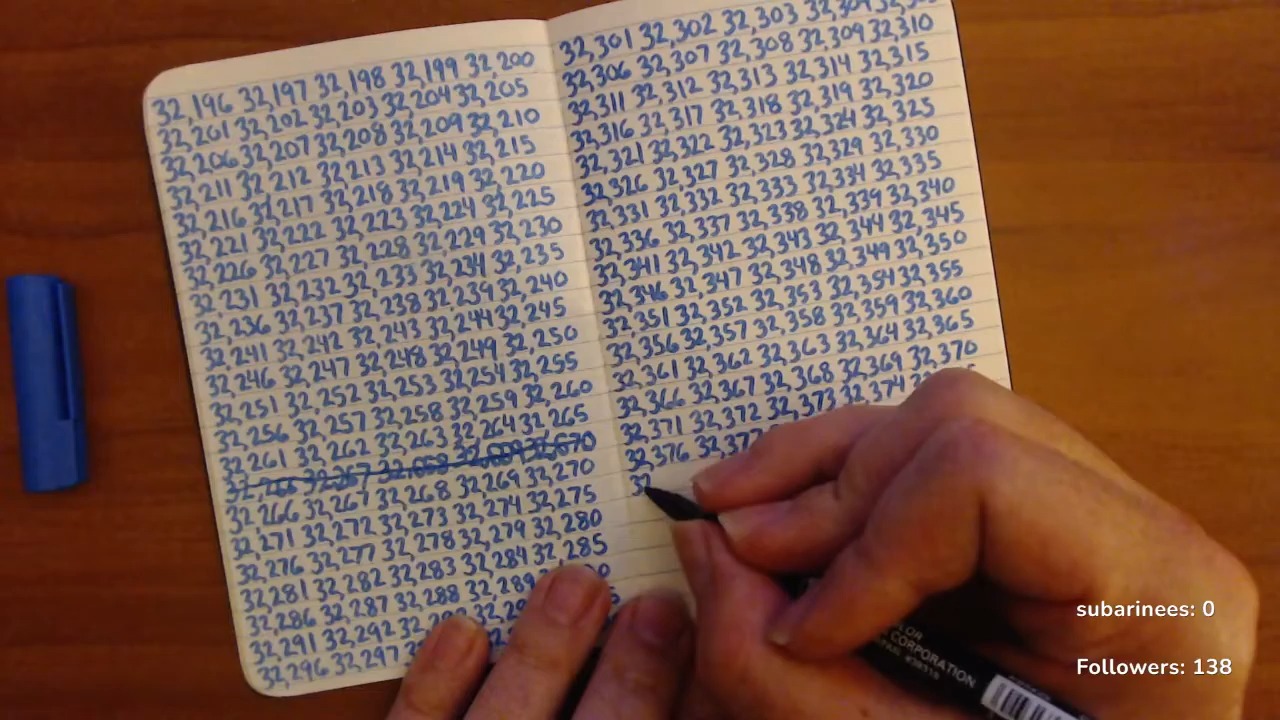 32,196 32,197 32,198 32,199 32,200
32,201 32,202 32,203 32,204 32,205
32,206 32,207 32,208 32,209 32,210
32,211 32,212 32,213 32,214 32,215
32,216 32,217 32,218 32,219 32,220
32,221 32,222 32,223 32,224 32,225
32,226 32,227 32,228 32,229 32,230
32,231 32,232 32,233 32,234 32,235
32,236 32,237 32,238 32,239 32,240
32,241 32,242 32,243 32,244 32,245
32,246 32,247 32,248 32,249 32,250
32,251 32,252 32,253 32,254 32,255
32,256 32,257 32,258 32,259 32,260
32,261 32,262 32,263 32,264 32,265
32,266 32,267 32,268 32,269 32,270
32,271 32,272 32,273 32,274 32,275
32,276 32,277 32,278 32,279 32,280
32,281 32,282 32,283 32,284 32,285
32,286 32,287 32,288 32,289
32,291 32,292
32,296 32,297
32,301 32,302 32,303 32,304
32,306 32,307 32,308 32,309 32,310
32,311 32,312 32,313 32,314 32,315
32,316 32,317 32,318 32,319 32,320
32,321 32,322 32,323 32,324 32,325
32,326 32,327 32,328 32,329 32,330
32,331 32,332 32,333 32,334 32,335
32,336 32,337 32,338 32,339 32,340
32,341 32,342 32,343 32,344 32,345
32,346 32,347 32,348 32,349 32,350
32,351 32,352 32,353 32,354 32,355
32,356 32,357 32,358 32,359 32,360
32,361 32,362 32,363 32,364 32,365
32,366 32,367 32,368 32,369 32,370
32,371 32,372 32,373 32,374
32,376 32,377
32
CORPORATION
subarinees: 0
Followers: 138